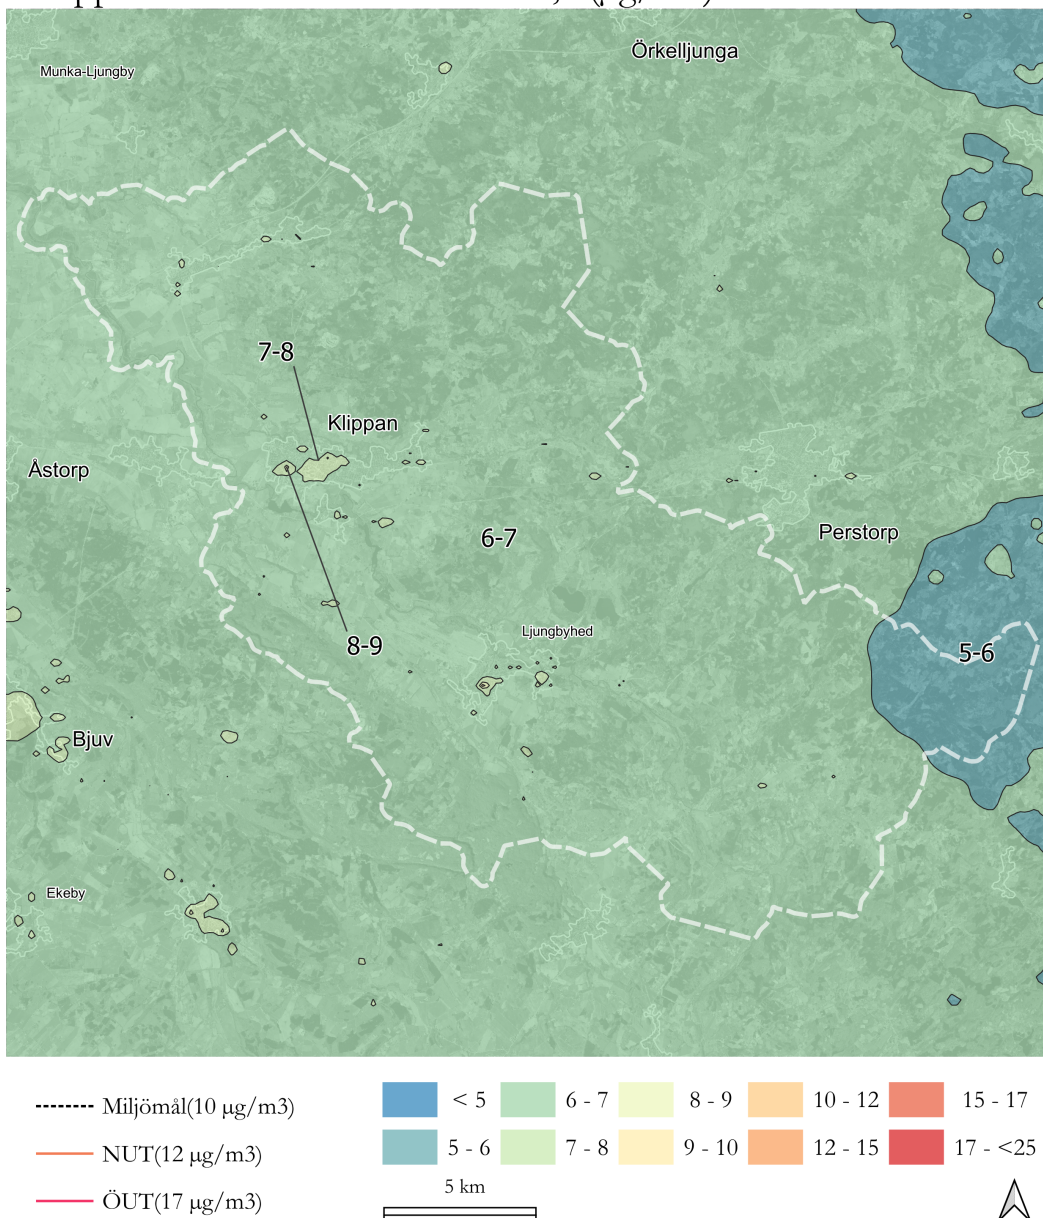 Örkelljunga
Munka-Ljungby
7-8
Klippan
Åstorp
6-7
Perstorp
Ljungbyhed
8-9
5-6
Bjuv
Ekeby
Miljömål(10 µg/m3)
NUT(12 µg/m3)
ÖUT(17 µg/m3)
< 5
6 - 7
8 - 9
10 - 12
15 - 17
5 - 6
7 - 8
9 - 10
12 - 15
17 - <25
5 km